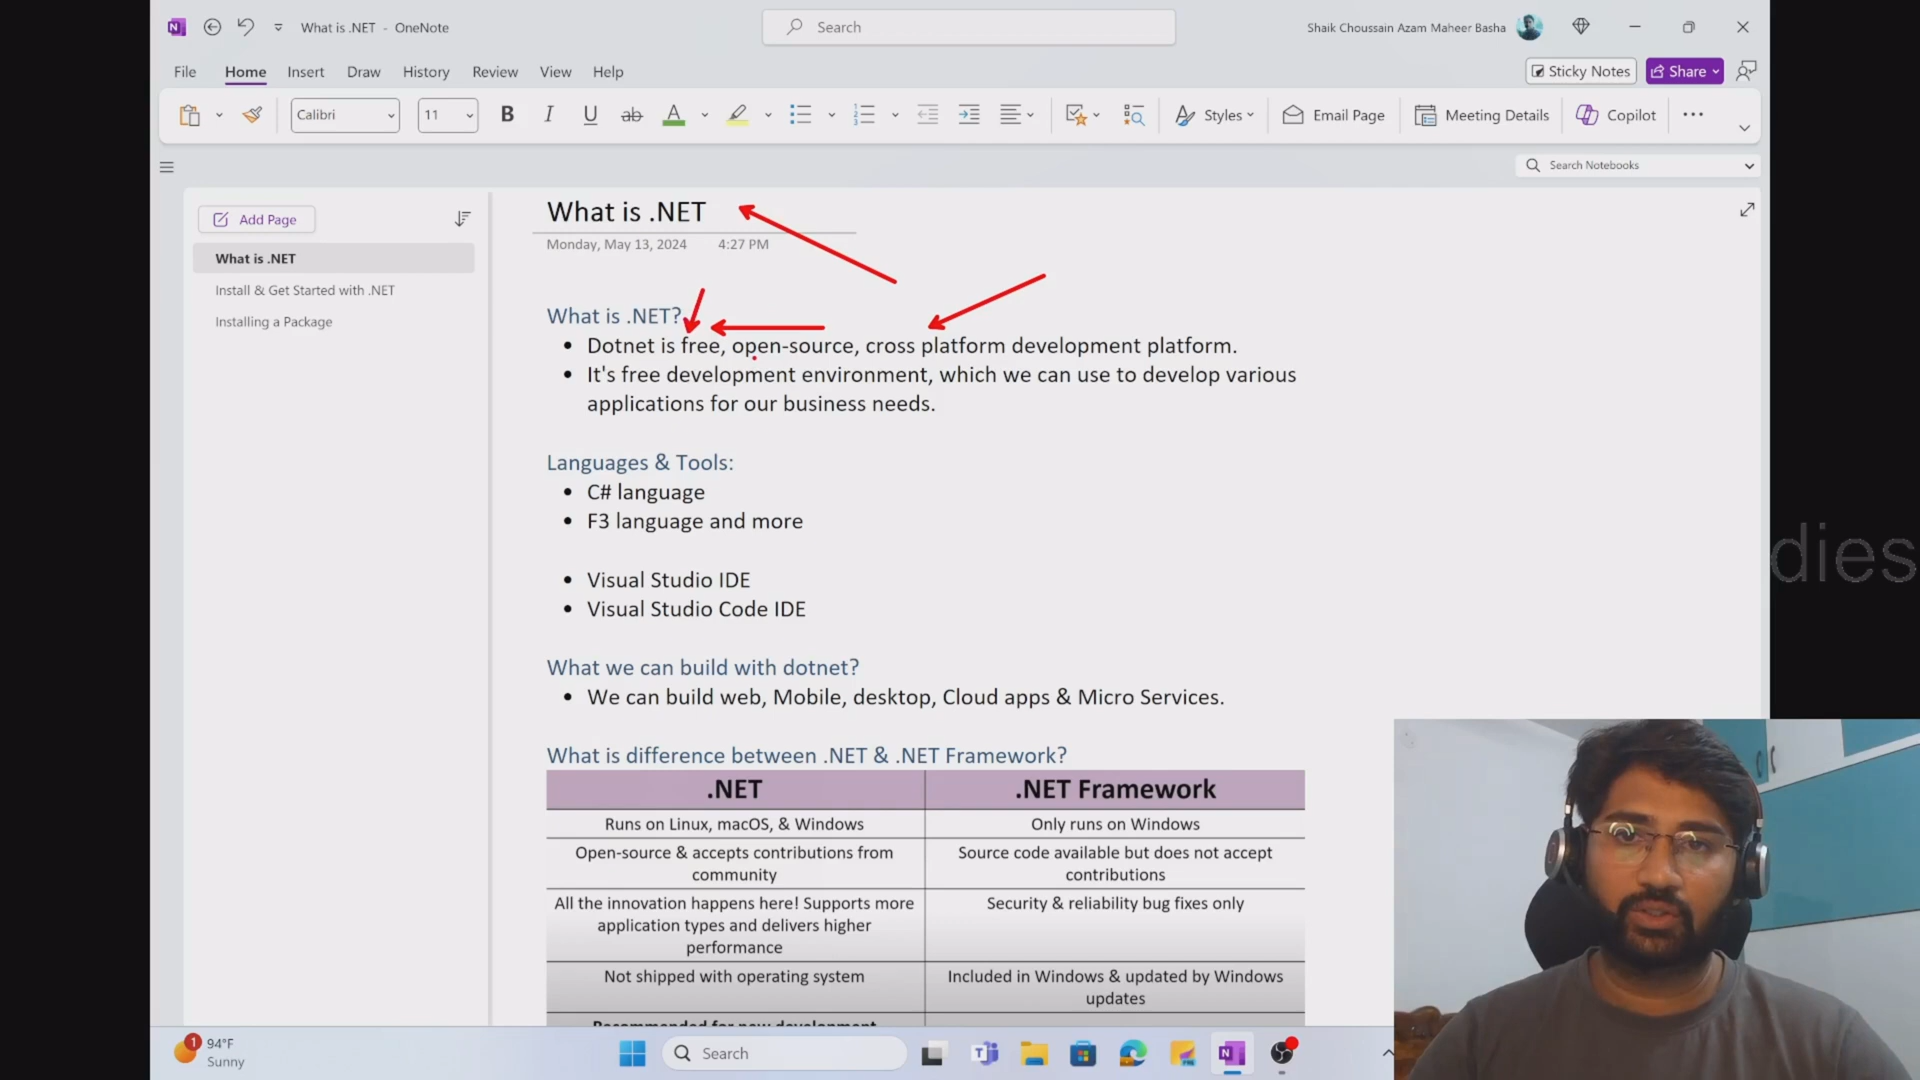 What is .NET - OneNote
Search
Shaik Choussain Azam Maheer Basha
File Home Insert Draw History Review View Help
Sticky Notes
Share
Calibri
11
B I U ab A
Styles
Email Page
Meeting Details
Copilot
Search Notebooks
Add Page
What is .NET
Install & Get Started with .NET
Installing a Package
What is .NET
Monday, May 13, 2024 4:27 PM
What is .NET?
• Dotnet is free, open-source, cross platform development platform.
• It's free development environment, which we can use to develop various
applications for our business needs.
Languages & Tools:
• C# language
• F3 language and more
• Visual Studio IDE
• Visual Studio Code IDE
What we can build with dotnet?
• We can build web, Mobile, desktop, Cloud apps & Micro Services.
What is difference between .NET & .NET Framework?
.NET .NET Framework
Runs on Linux, macOS, & Windows Only runs on Windows
Open-source & accepts contributions from
community
Source code available but does not accept
contributions
All the innovation happens here! Supports more
application types and delivers higher
performance
Security & reliability bug fixes only
Not shipped with operating system
Included in Windows & updated by Windows
updates
Recommended for new development
dies
1
94°F
Sunny
Search